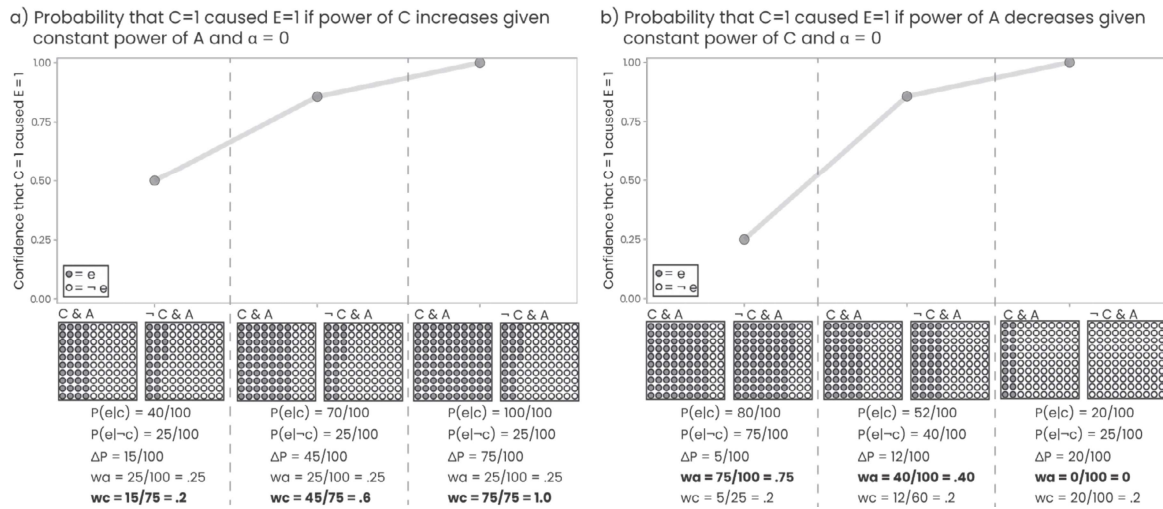 a) Probability that C=1 caused E=1 if power of C increases given
constant power of A and α = 0
Confidence that C = 1 caused E = 1
1.00
0.75
0.50
0.25
0.00
= e
= ¬ e
C & A
¬ C & A
C & A
¬ C & A
C & A
¬ C & A
P(e|c) = 40/100
P(e|¬c) = 25/100
ΔP = 15/100
wa = 25/100 = .25
wc = 15/75 = .2
P(e|c) = 70/100
P(e|¬c) = 25/100
ΔP = 45/100
wa = 25/100 = .25
wc = 45/75 = .6
P(e|c) = 100/100
P(e|¬c) = 25/100
ΔP = 75/100
wa = 25/100 = .25
wc = 75/75 = 1.0
b) Probability that C=1 caused E=1 if power of A decreases given
constant power of C and α = 0
Confidence that C = 1 caused E = 1
1.00
0.75
0.50
0.25
0.00
= e
= ¬ e
C & A
¬ C & A
C & A
¬ C & A
C & A
¬ C & A
P(e|c) = 80/100
P(e|¬c) = 75/100
ΔP = 5/100
wa = 75/100 = .75
wc = 5/25 = .2
P(e|c) = 52/100
P(e|¬c) = 40/100
ΔP = 12/100
wa = 40/100 = .40
wc = 12/60 = .2
P(e|c) = 20/100
P(e|¬c) = 25/100
ΔP = 20/100
wa = 0/100 = 0
wc = 20/100 = .2